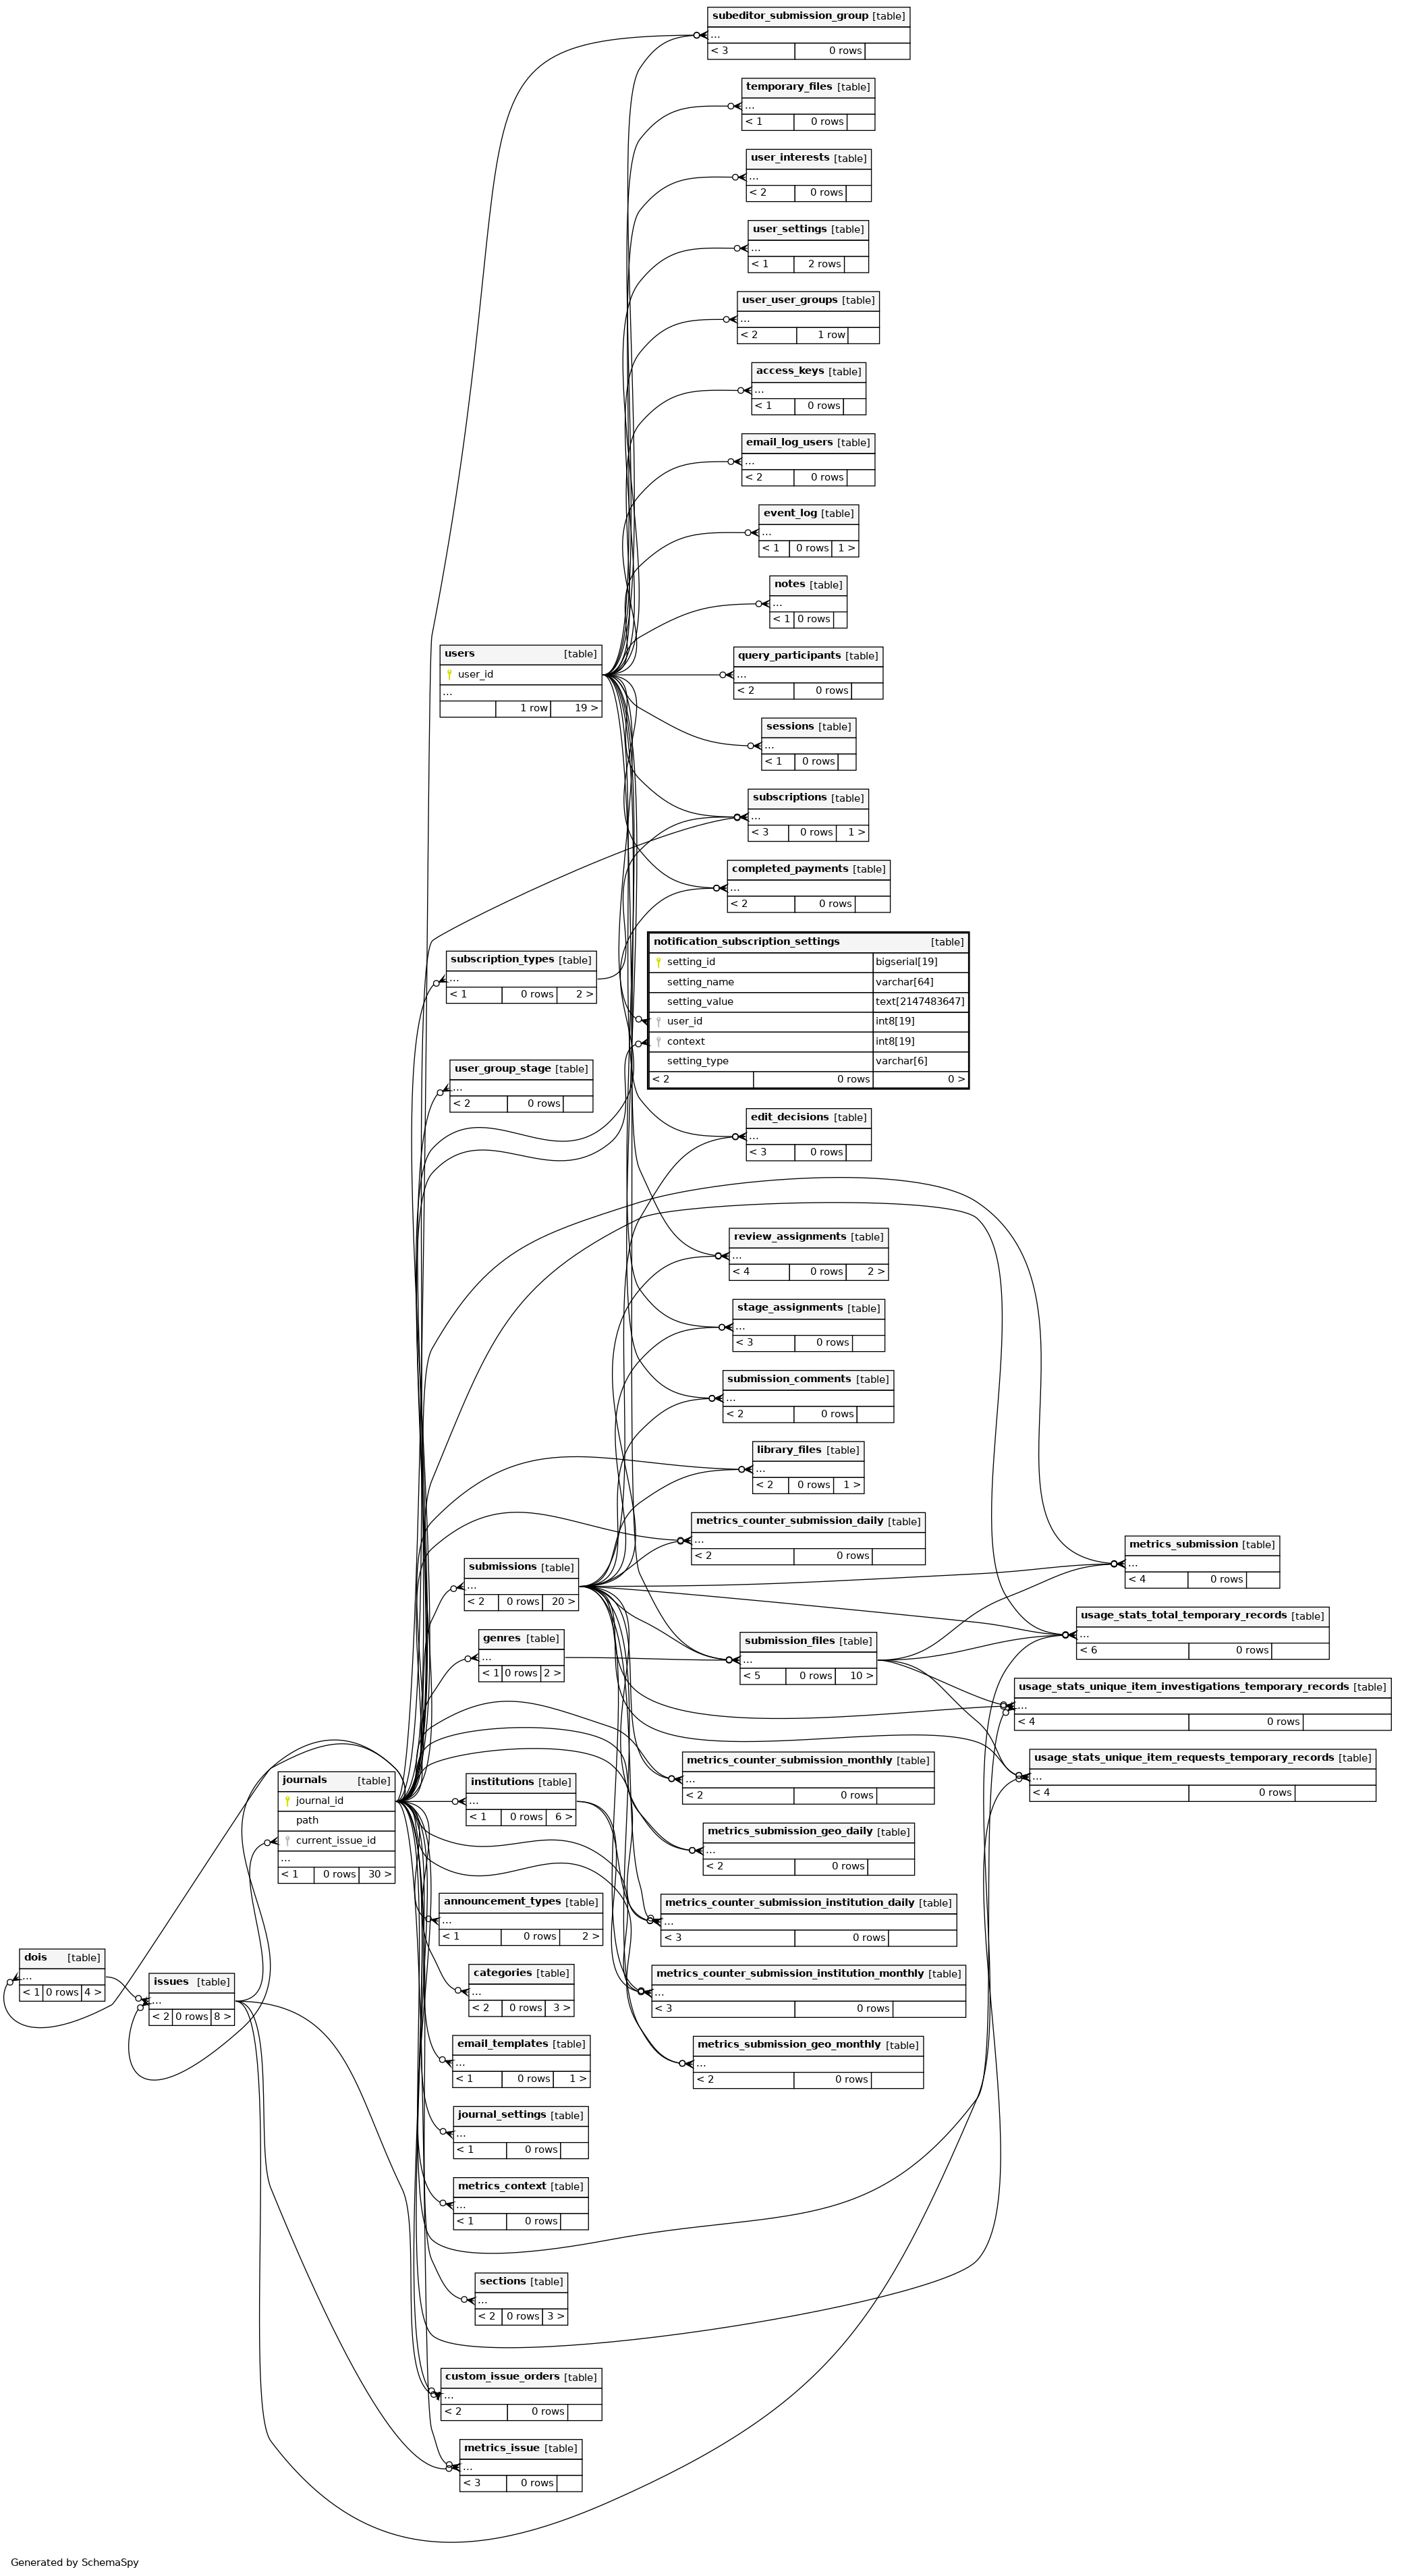 subeditor_submission_group [table]
...
< 3 0 rows
temporary_files [table]
...
< 1 0 rows
user_interests [table]
...
< 2 0 rows
user_settings [table]
...
< 1 2 rows
user_user_groups [table]
...
< 2 1 row
access_keys [table]
...
< 1 0 rows
email_log_users [table]
...
< 2 0 rows
event_log [table]
...
< 1 0 rows 1 >
notes [table]
...
< 1 0 rows
users [table]
user_id
...
1 row 19 >
query_participants [table]
...
< 2 0 rows
sessions [table]
...
< 1 0 rows
subscriptions [table]
...
< 3 0 rows 1 >
completed_payments [table]
...
< 2 0 rows
notification_subscription_settings [table]
setting_id bigserial[19]
setting_name varchar[64]
setting_value text[2147483647]
user_id int8[19]
context int8[19]
setting_type varchar[6]
< 2 0 rows 0 >
subscription_types [table]
...
< 1 0 rows 2 >
user_group_stage [table]
...
< 2 0 rows
edit_decisions [table]
...
< 3 0 rows
review_assignments [table]
...
< 4 0 rows 2 >
stage_assignments [table]
...
< 3 0 rows
submission_comments [table]
...
< 2 0 rows
library_files [table]
...
< 2 0 rows 1 >
metrics_counter_submission_daily [table]
...
< 2 0 rows
metrics_submission [table]
...
< 4 0 rows
submissions [table]
...
< 2 0 rows 20 >
usage_stats_total_temporary_records [table]
...
< 6 0 rows
genres [table]
...
< 1 0 rows 2 >
submission_files [table]
...
< 5 0 rows 10 >
usage_stats_unique_item_investigations_temporary_records [table]
...
< 4 0 rows
usage_stats_unique_item_requests_temporary_records [table]
...
< 4 0 rows
metrics_counter_submission_monthly [table]
...
< 2 0 rows
journals [table]
journal_id
path
current_issue_id
...
< 1 0 rows 30 >
institutions [table]
...
< 1 0 rows 6 >
metrics_submission_geo_daily [table]
...
< 2 0 rows
announcement_types [table]
...
< 1 0 rows 2 >
metrics_counter_submission_institution_daily [table]
...
< 3 0 rows
dois [table]
...
< 1 0 rows 4 >
issues [table]
...
< 2 0 rows 8 >
categories [table]
...
< 2 0 rows 3 >
metrics_counter_submission_institution_monthly [table]
...
< 3 0 rows
email_templates [table]
...
< 1 0 rows 1 >
metrics_submission_geo_monthly [table]
...
< 2 0 rows
journal_settings [table]
...
< 1 0 rows
metrics_context [table]
...
< 1 0 rows
sections [table]
...
< 2 0 rows 3 >
custom_issue_orders [table]
...
< 2 0 rows
metrics_issue [table]
...
< 3 0 rows
Generated by SchemaSpy